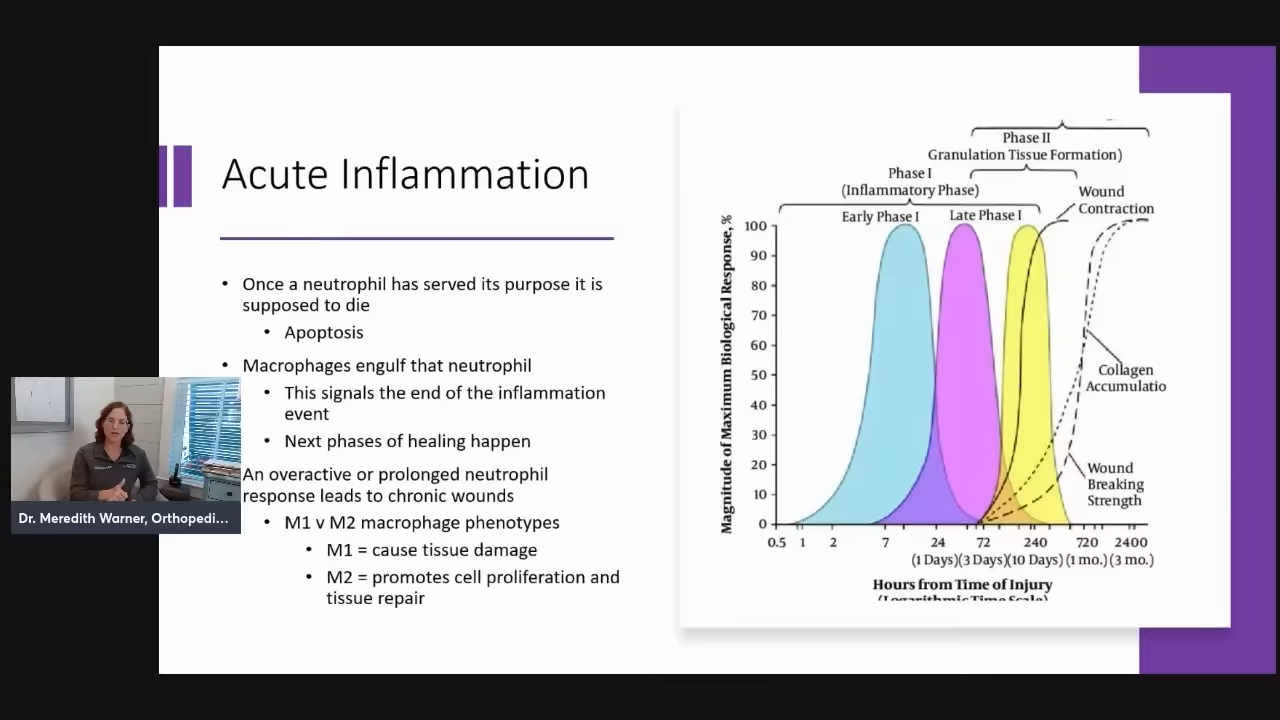 Acute Inflammation
Once a neutrophil has served its purpose it is
supposed to die
Apoptosis
Macrophages engulf that neutrophil
This signals the end of the inflammation
event
Next phases of healing happen
An overactive or prolonged neutrophil
response leads to chronic wounds
M1 v M2 macrophage phenotypes
M1 = cause tissue damage
M2 = promotes cell proliferation and
tissue repair
Dr. Meredith Warner, Orthopedi...
Phase II
Granulation Tissue Formation)
Phase I
(Inflammatory Phase)
Early Phase I
Late Phase I
Wound
Contraction
Magnitude of Maximum Biological Response, %
100
90
80
70
60
50
40
30
20
10
0
Collagen
Accumulatio
Wound
Breaking
Strength
0.5 1 2 7 24 72 240 720 2400
(1 Days)(3 Days)(10 Days)(1 mo.)(3 mo.)
Hours from Time of Injury
(Logarithmic Time Scale)